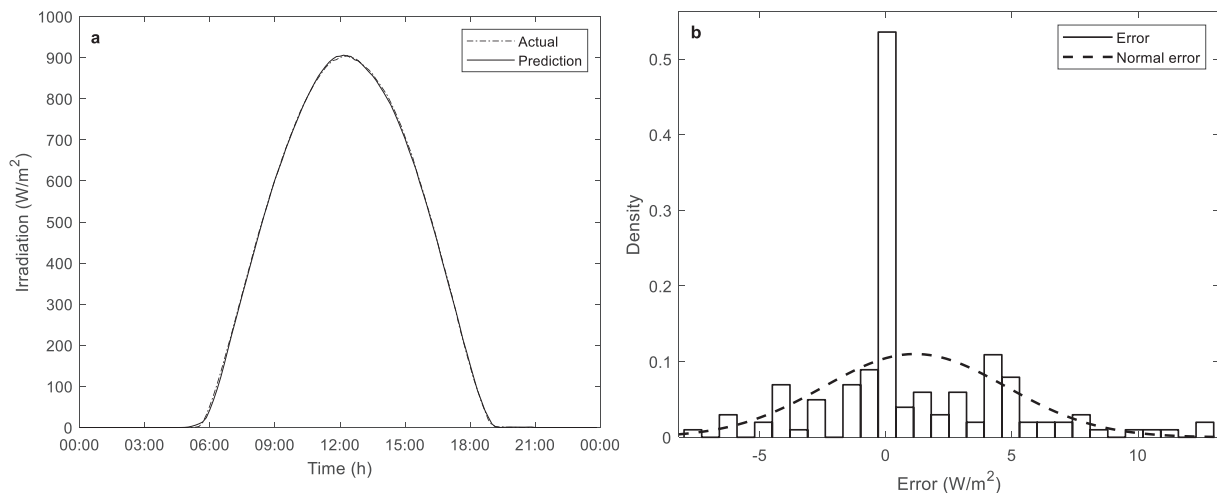 a
Actual
Prediction
1000
900
800
700
600
500
400
300
200
100
0
00:00 03:00 06:00 09:00 12:00 15:00 18:00 21:00 00:00
Time (h)
Irradiation (W/m²)
b
Error
Normal error
0.5
0.4
0.3
0.2
0.1
0
-5 0 5 10
Error (W/m²)
Density